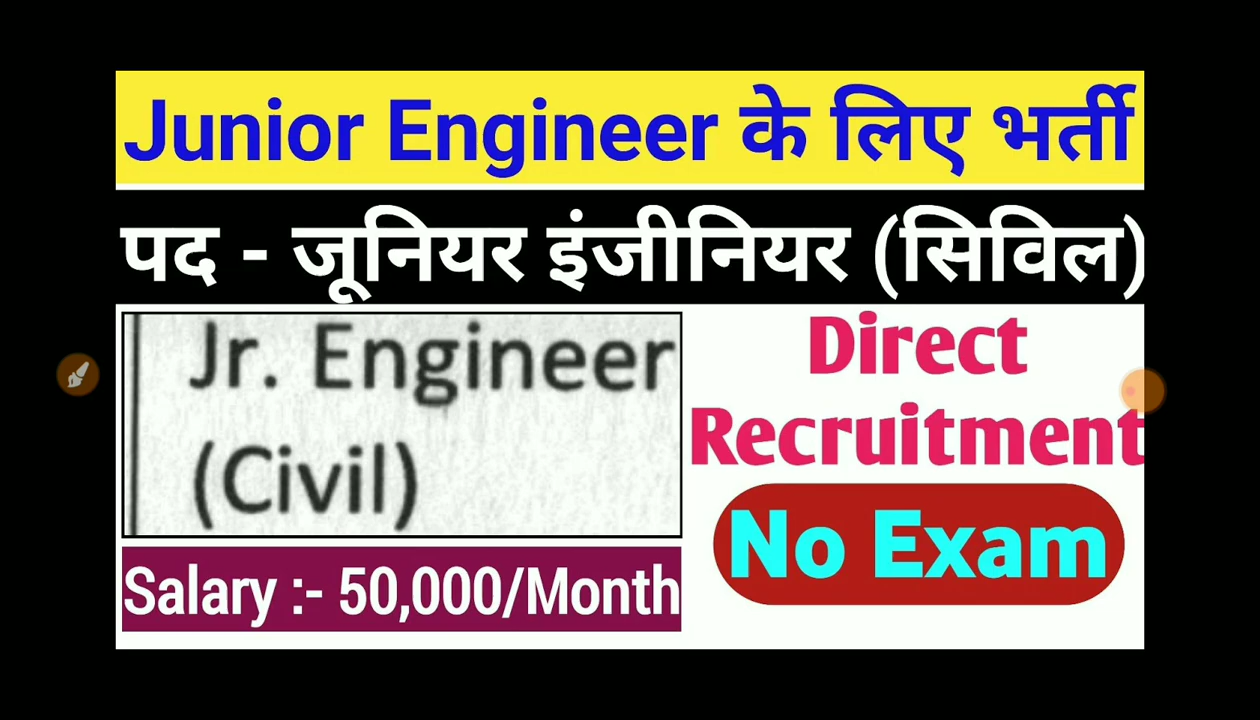 Junior Engineer के लिए भर्ती
पद - जूनियर इंजीनियर (सिविल)
Jr. Engineer
(Civil)
Salary :- 50,000/Month
Direct
Recruitment
No Exam